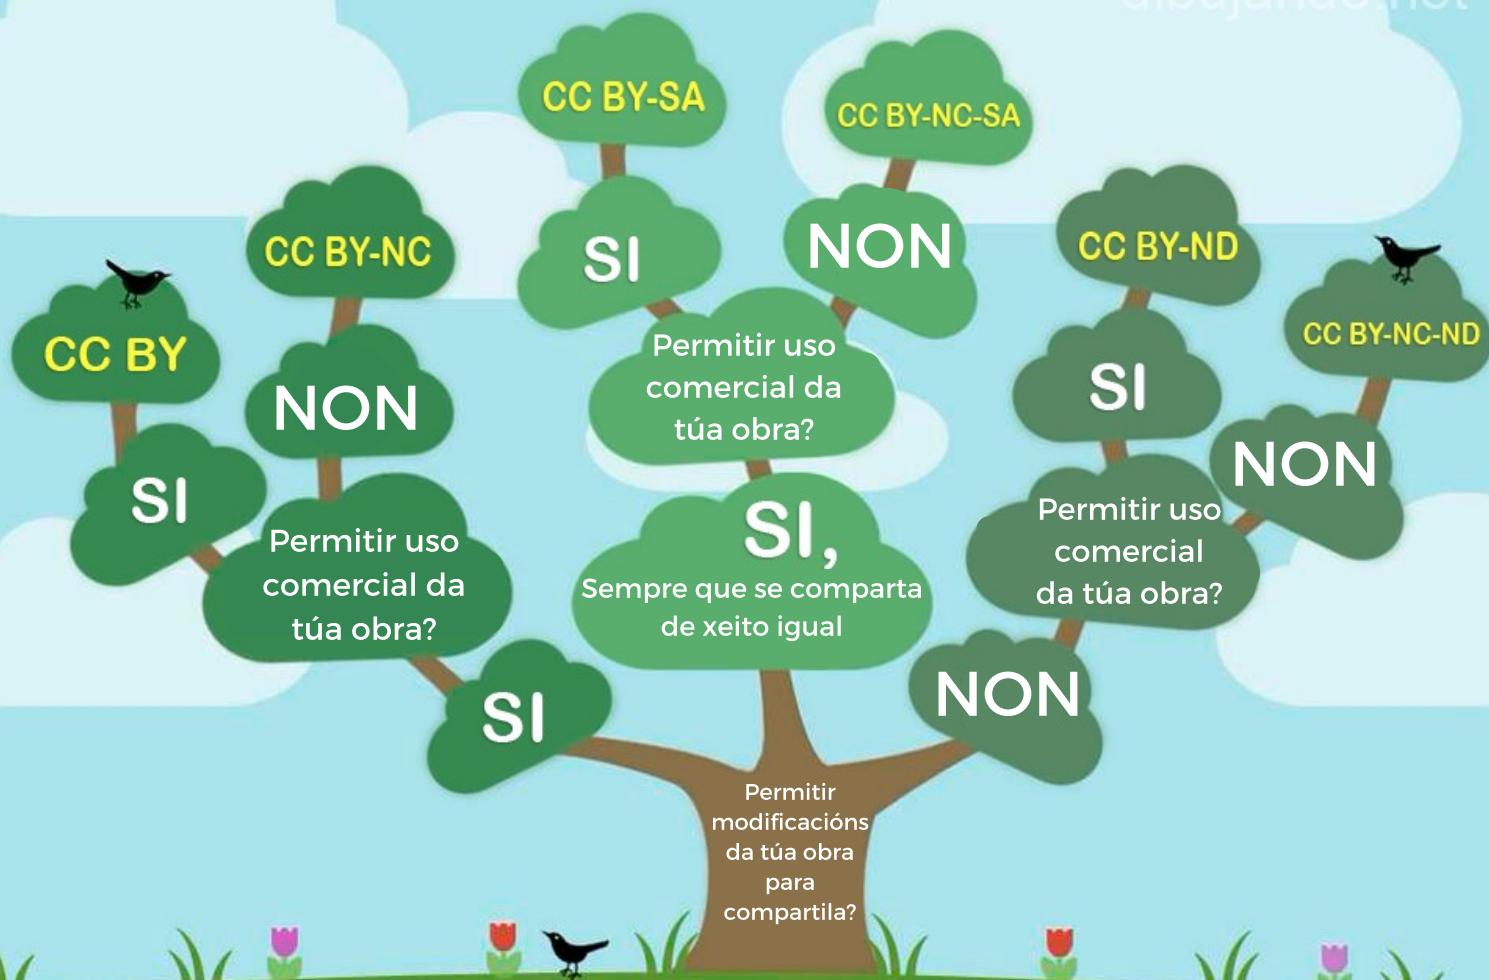 dibujando.net
CC BY-SA
CC BY-NC-SA
CC BY-NC
SI
NON
CC BY-ND
CC BY
CC BY-NC-ND
NON
Permitir uso
comercial da
túa obra?
SI
NON
SI
Permitir uso
comercial da
túa obra?
SI,
Sempre que se comparta
de xeito igual
Permitir uso
comercial
da túa obra?
SI
NON
Permitir
modificacións
da túa obra
para
compartila?